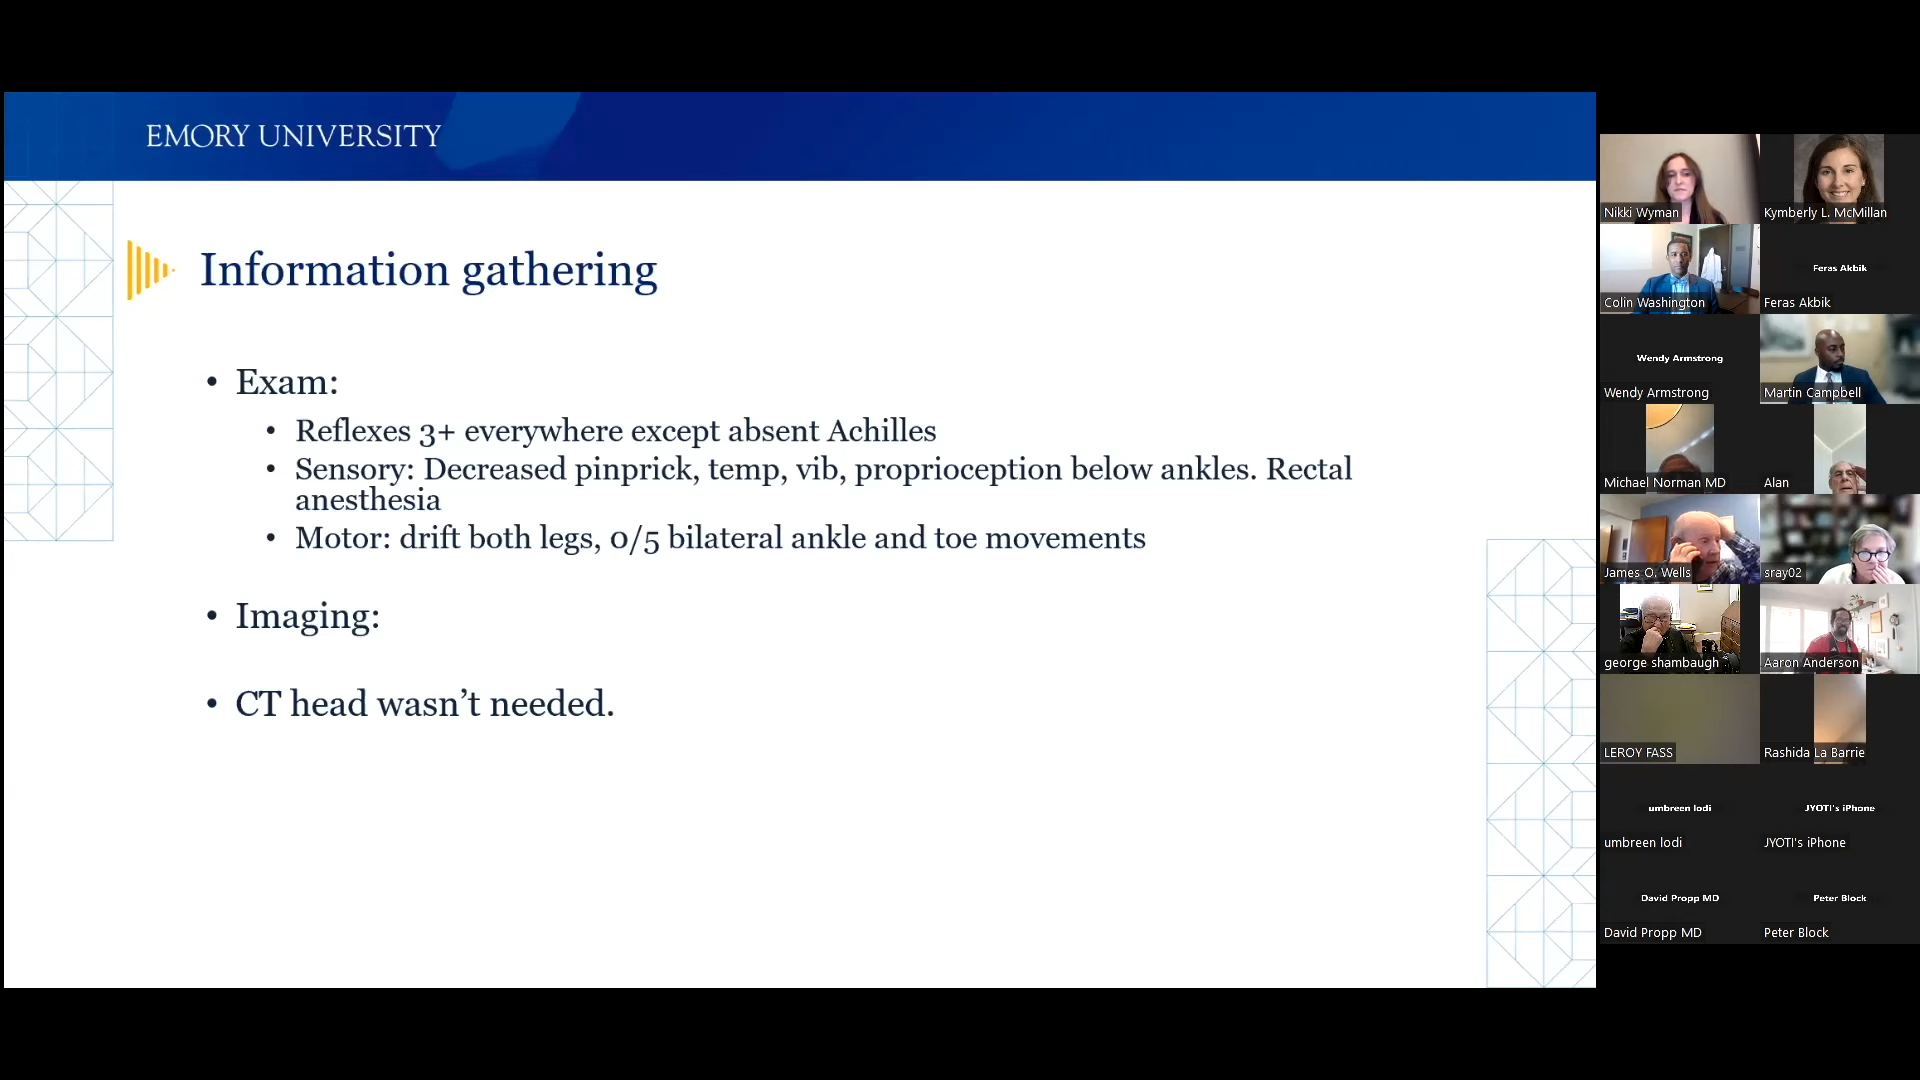 EMORY UNIVERSITY
Information gathering
• Exam:
• Reflexes 3+ everywhere except absent Achilles
• Sensory: Decreased pinprick, temp, vib, proprioception below ankles. Rectal
anesthesia
• Motor: drift both legs, 0/5 bilateral ankle and toe movements
• Imaging:
• CT head wasn’t needed.
Nikki Wyman
Kymberly L. McMillan
Colin Washington
Feras Akbik
Feras Akbik
Wendy Armstrong
Wendy Armstrong
Martin Campbell
Michael Norman MD
Alan
James O. Wells
sray02
george shambaugh
Aaron Anderson
LEROY FASS
Rashida La Barrie
umbreen lodi
umbreen lodi
JYOTI's iPhone
JYOTI's iPhone
David Propp MD
David Propp MD
Peter Block
Peter Block